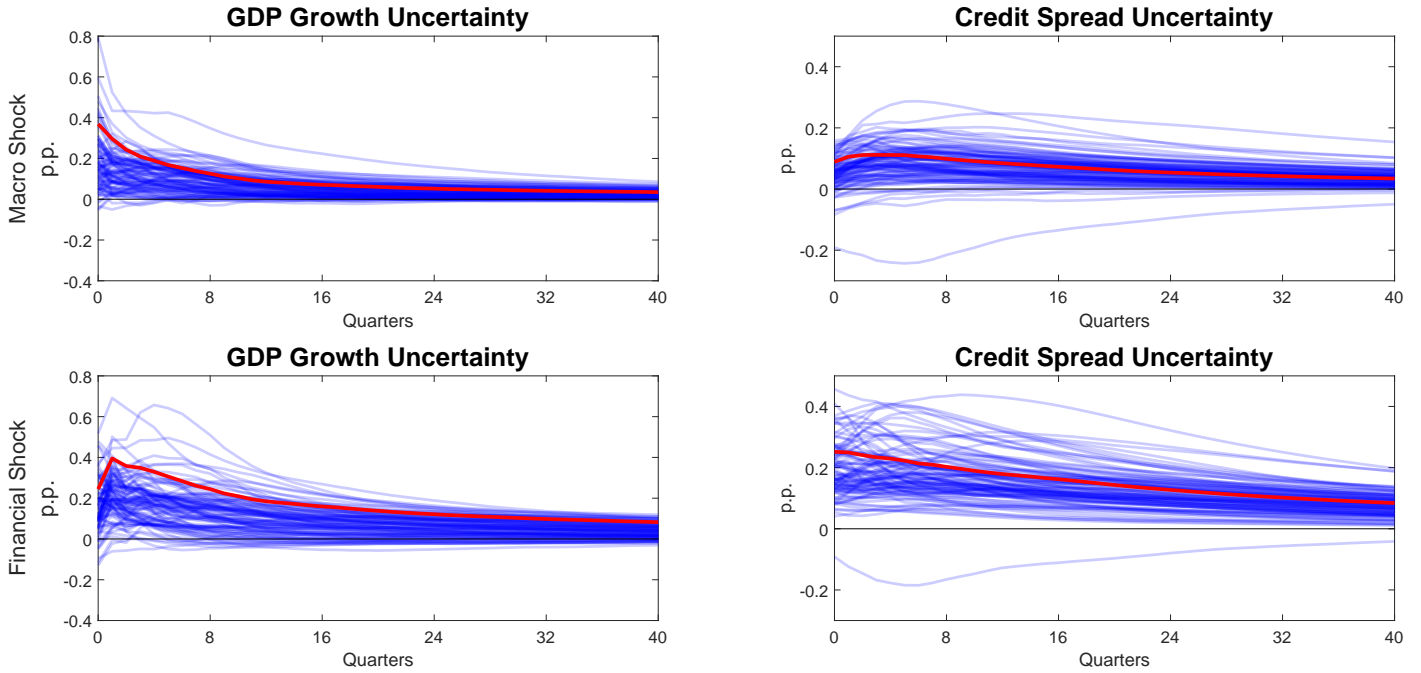 GDP Growth Uncertainty
Macro Shock
p.p.
0.8
0.6
0.4
0.2
0
-0.2
-0.4
0 8 16 24 32 40
Quarters
Credit Spread Uncertainty
p.p.
0.4
0.2
0
-0.2
0 8 16 24 32 40
Quarters
GDP Growth Uncertainty
Financial Shock
p.p.
0.8
0.6
0.4
0.2
0
-0.2
-0.4
0 8 16 24 32 40
Quarters
Credit Spread Uncertainty
p.p.
0.4
0.2
0
-0.2
0 8 16 24 32 40
Quarters